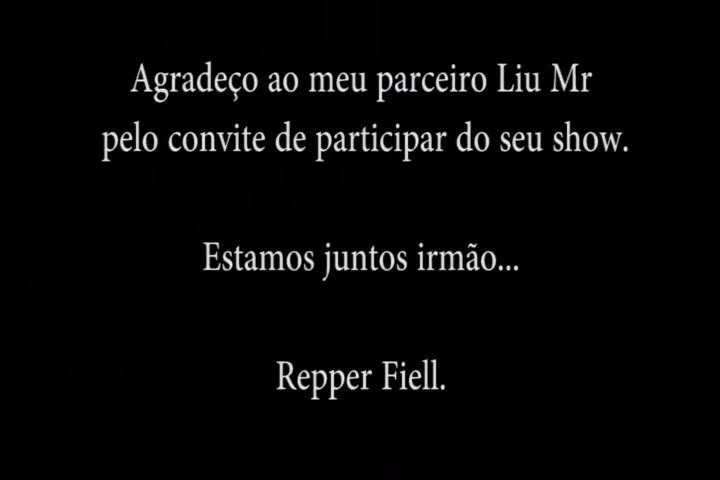 Agradeço ao meu parceiro Liu Mr
pelo convite de participar do seu show.
Estamos juntos irmão...
Repper Fiell.